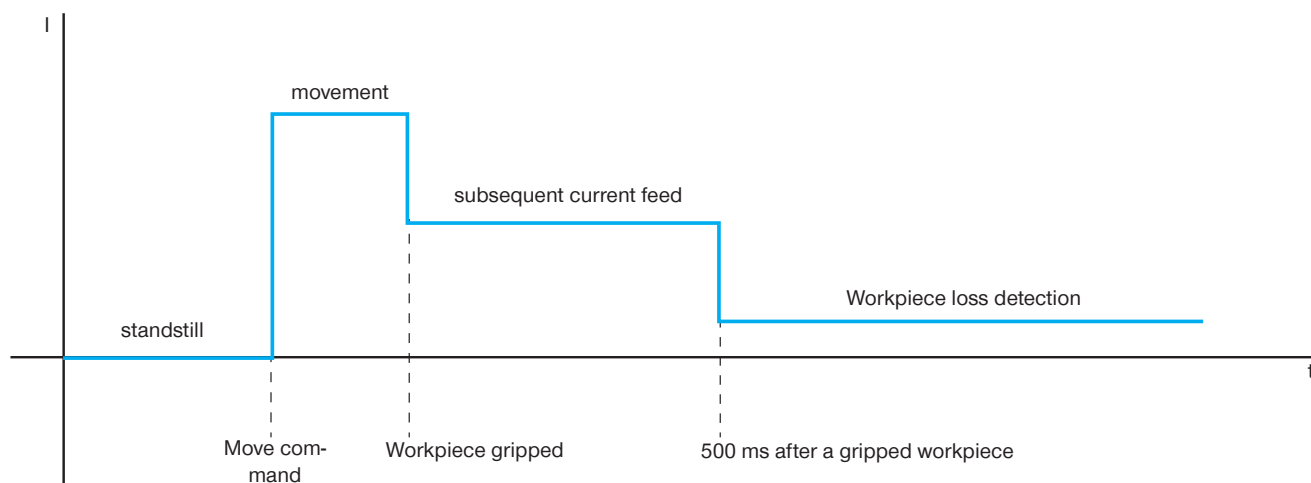 I
movement
subsequent current feed
Workpiece loss detection
standstill
t
Move com-
mand
Workpiece gripped
500 ms after a gripped workpiece